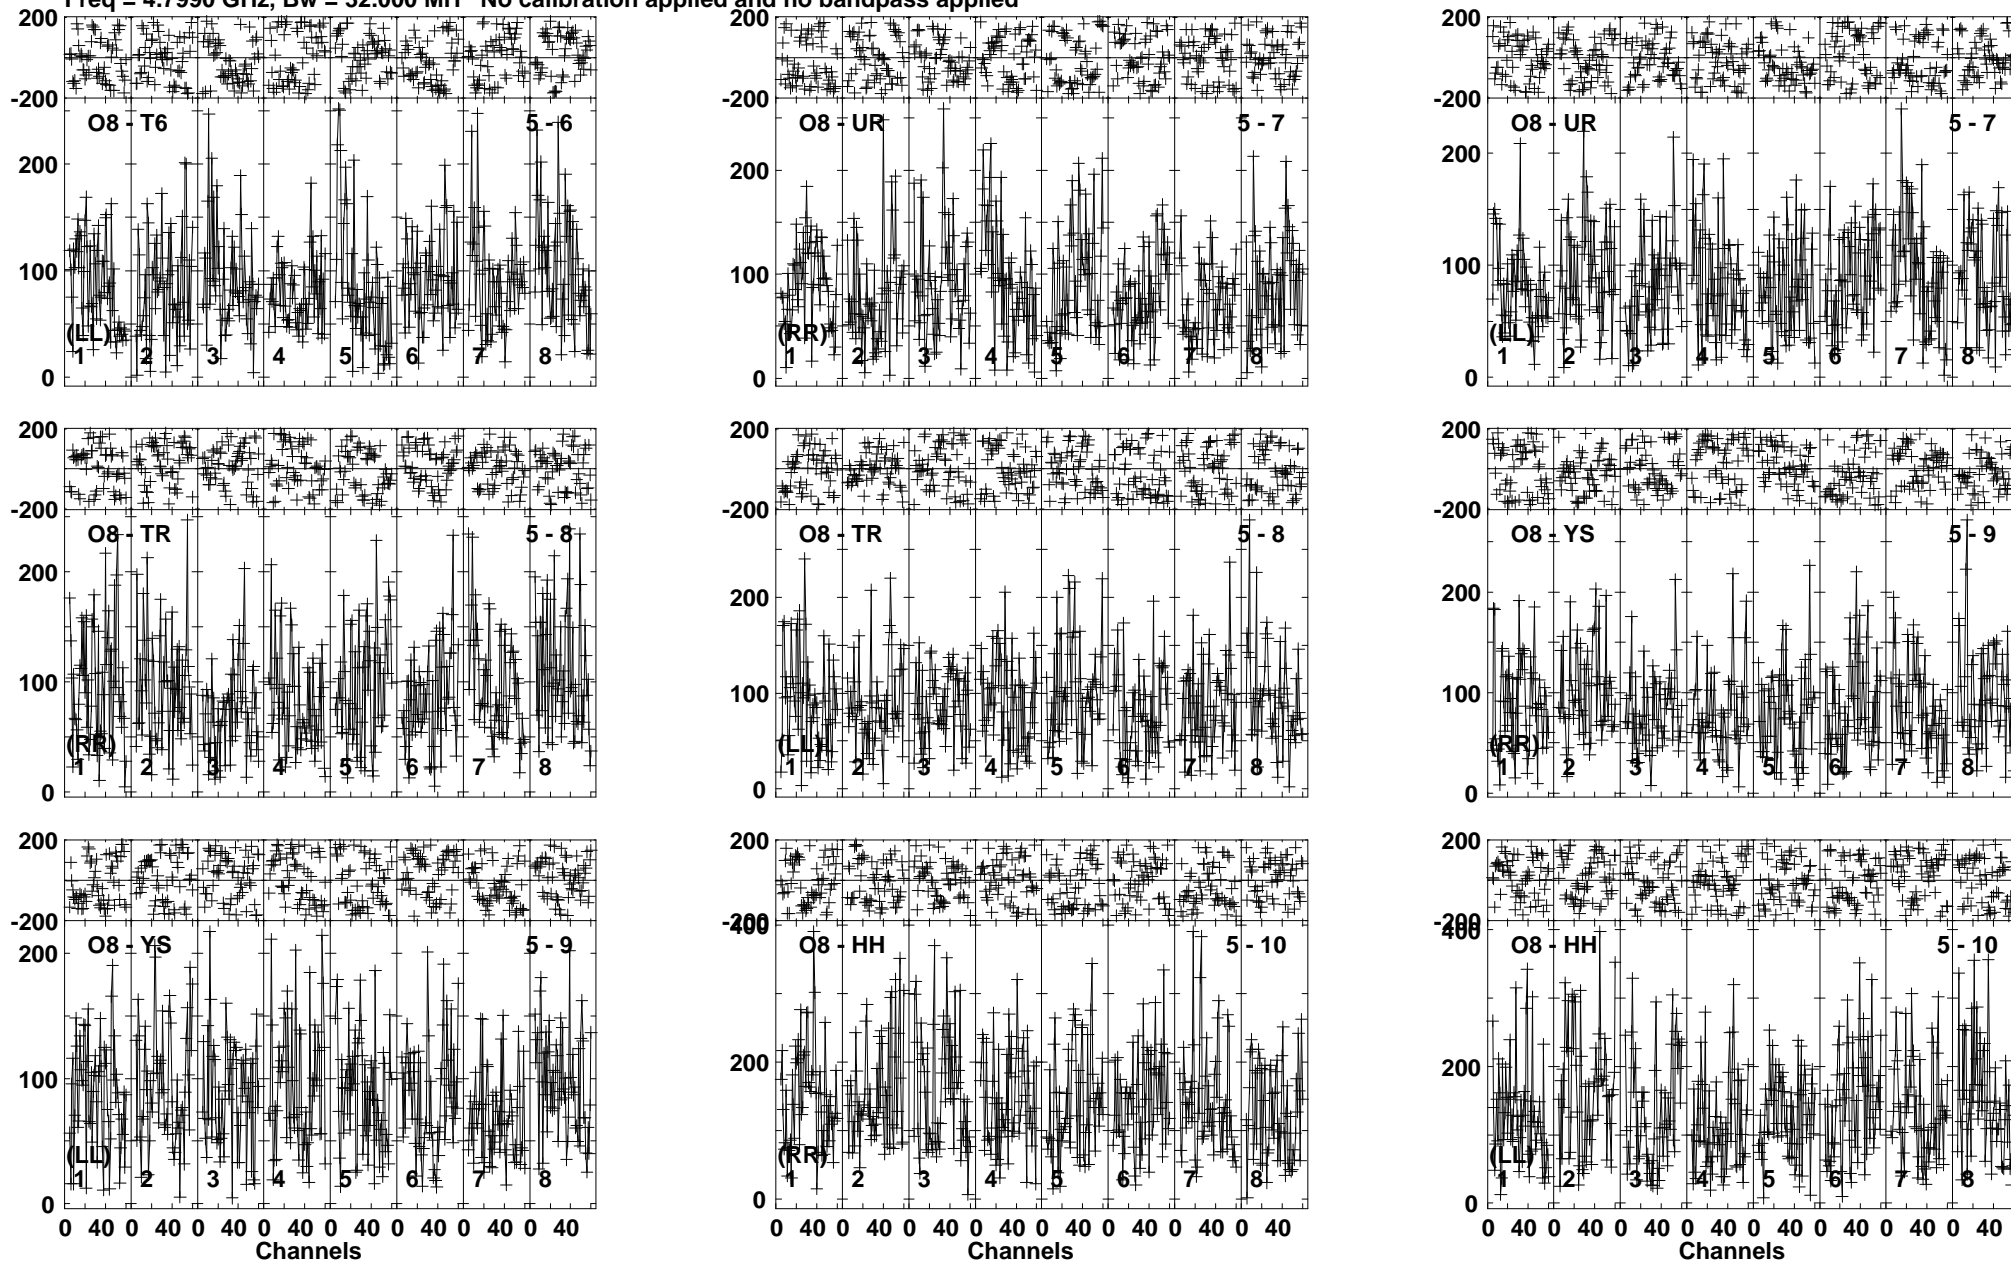 Freq = 4.7990 GHz, Bw = 32.000 MH No calibration applied and no bandpass applied
200 200 200
-200 -200 -200
O8 - T6 5 - 6 O8 - UR 5 - 7 O8 - UR 5 - 7
200 200 200
100 100 100
(LL) (RR) (LL)
1 2 3 4 5 6 7 8 1 2 3 4 5 6 7 8 1 2 3 4 5 6 7 8
0 0 0
200 200 200
-200 -200 -200
O8 - TR 5 - 8 O8 - TR 5 - 8 O8 - YS 5 - 9
200 200 200
100 100 100
(RR) (LL) (RR)
1 2 3 4 5 6 7 8 1 2 3 4 5 6 7 8 1 2 3 4 5 6 7 8
0 0 0
200 200 200
-200 -200 -200
400 400
O8 - YS 5 - 9 O8 - HH 5 - 10 O8 - HH 5 - 10
200 200 200
100
(LL) (RR) (LL)
1 2 3 4 5 6 7 8 1 2 3 4 5 6 7 8 1 2 3 4 5 6 7 8
0 0 0
0 40 0 40 0 40 0 40 0 40 0 40 0 40 0 40 0 40 0 40 0 40 0 40 0 40 0 40 0 40 0 40 0 40 0 40 0 40 0 40 0 40 0 40 0 40 0 40
Channels Channels Channels